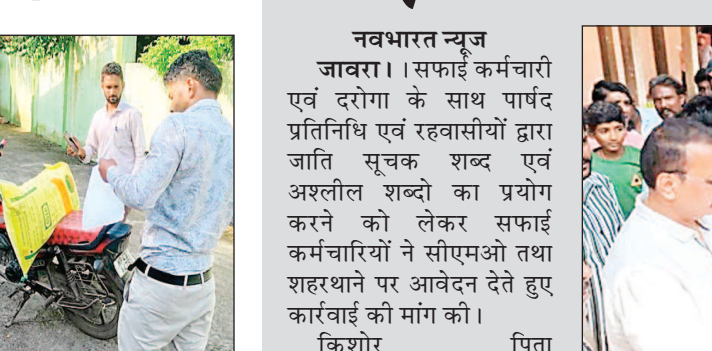 नवभारत न्यूज
जावरा। । सफाई कर्मचारी
एवं दरोगा के साथ पार्षद
प्रतिनिधि एवं रहवासीयों द्वारा
जाति सूचक शब्द एवं
अश्लील शब्दो का प्रयोग
करने को लेकर सफाई
कर्मचारियों ने सीएमओ तथा
शहरथाने पर आवेदन देते हुए
कार्रवाई की मांग की।
किशोर पिता